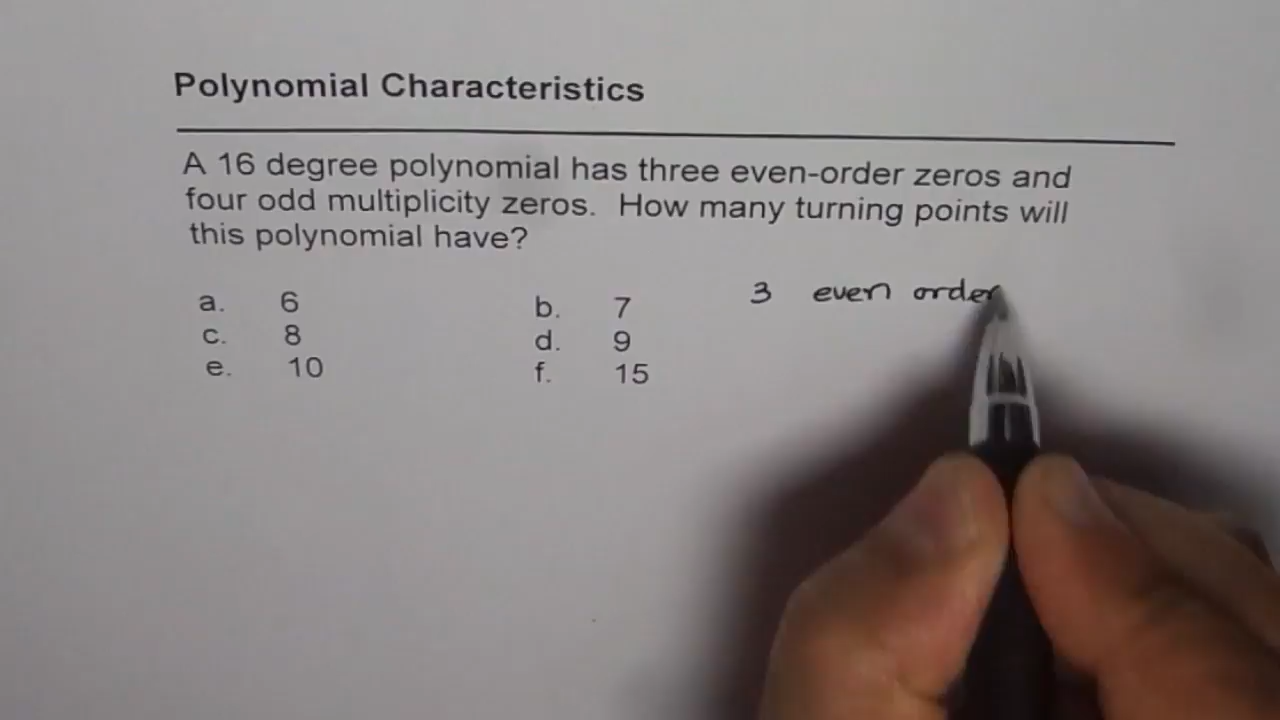 Polynomial Characteristics
A 16 degree polynomial has three even-order zeros and
four odd multiplicity zeros. How many turning points will
this polynomial have?
a. 6 b. 7
c. 8 d. 9
e. 10 f. 15
3 even order